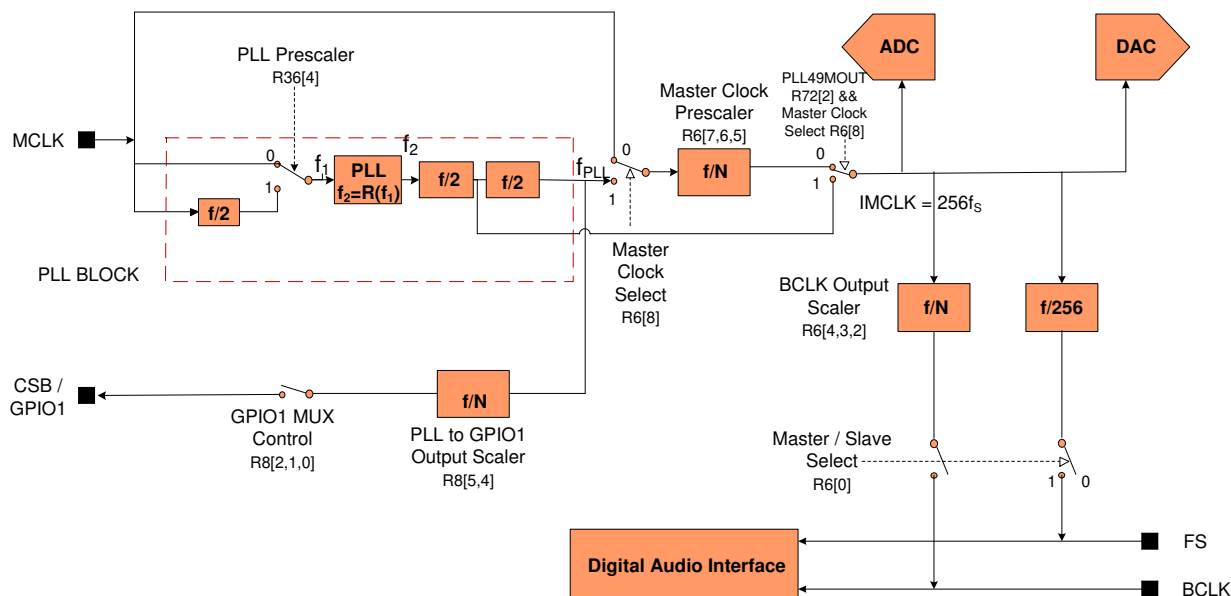 PLL Prescaler
R36[4]
MCLK
0
1
f/2
f1
PLL
f2=R(f1)
f2
f/2
f/2
fPLL
PLL BLOCK
0
1
Master
Clock
Select
R6[8]
Master Clock
Prescaler
R6[7,6,5]
f/N
PLL49MOUT
R72[2] &&
Master Clock
Select R6[8]
0
1
ADC
DAC
IMCLK = 256fS
BCLK Output
Scaler
R6[4,3,2]
f/N
f/256
CSB /
GPIO1
GPIO1 MUX
Control
R8[2,1,0]
f/N
PLL to GPIO1
Output Scaler
R8[5,4]
Master / Slave
Select
R6[0]
1
0
Digital Audio Interface
FS
BCLK